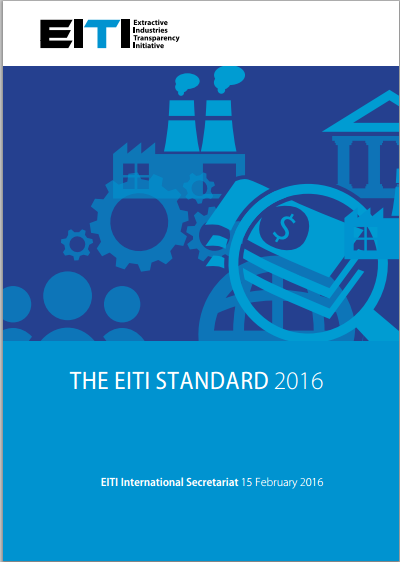 EITI
Extractive
Industries
Transparency
Initiative
$
THE EITI STANDARD 2016
EITI International Secretariat 15 February 2016